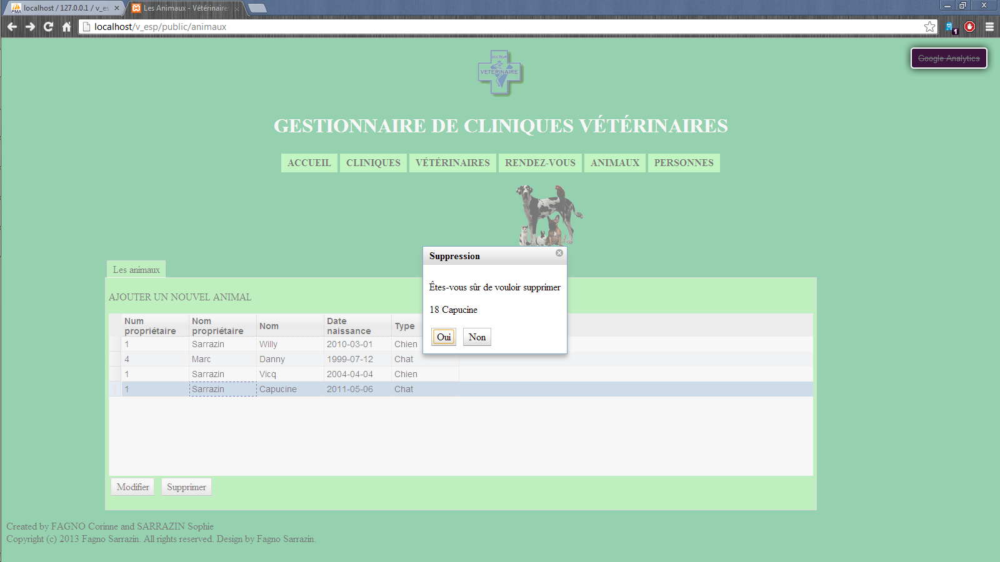 localhost / 127.0.0.1 / v_es
Les Animaux - Vétérinaire
localhost/v_esp/public/animaux
1
Google Analytics
DOCTEUR
VETERINAIRE
GESTIONNAIRE DE CLINIQUES VÉTÉRINAIRES
ACCUEIL CLINIQUES VÉTÉRINAIRES RENDEZ-VOUS ANIMAUX PERSONNES
Les animaux
AJOUTER UN NOUVEL ANIMAL
Num propriétaire Nom propriétaire Nom Date naissance Type
1 Sarrazin Willy 2010-03-01 Chien
4 Marc Danny 1999-07-12 Chat
1 Sarrazin Vicq 2004-04-04 Chien
1 Sarrazin Capucine 2011-05-06 Chat
Suppression
Êtes-vous sûr de vouloir supprimer
18 Capucine
Oui Non
Modifier Supprimer
Created by FAGNO Corinne and SARRAZIN Sophie
Copyright (c) 2013 Fagno Sarrazin. All rights reserved. Design by Fagno Sarrazin.